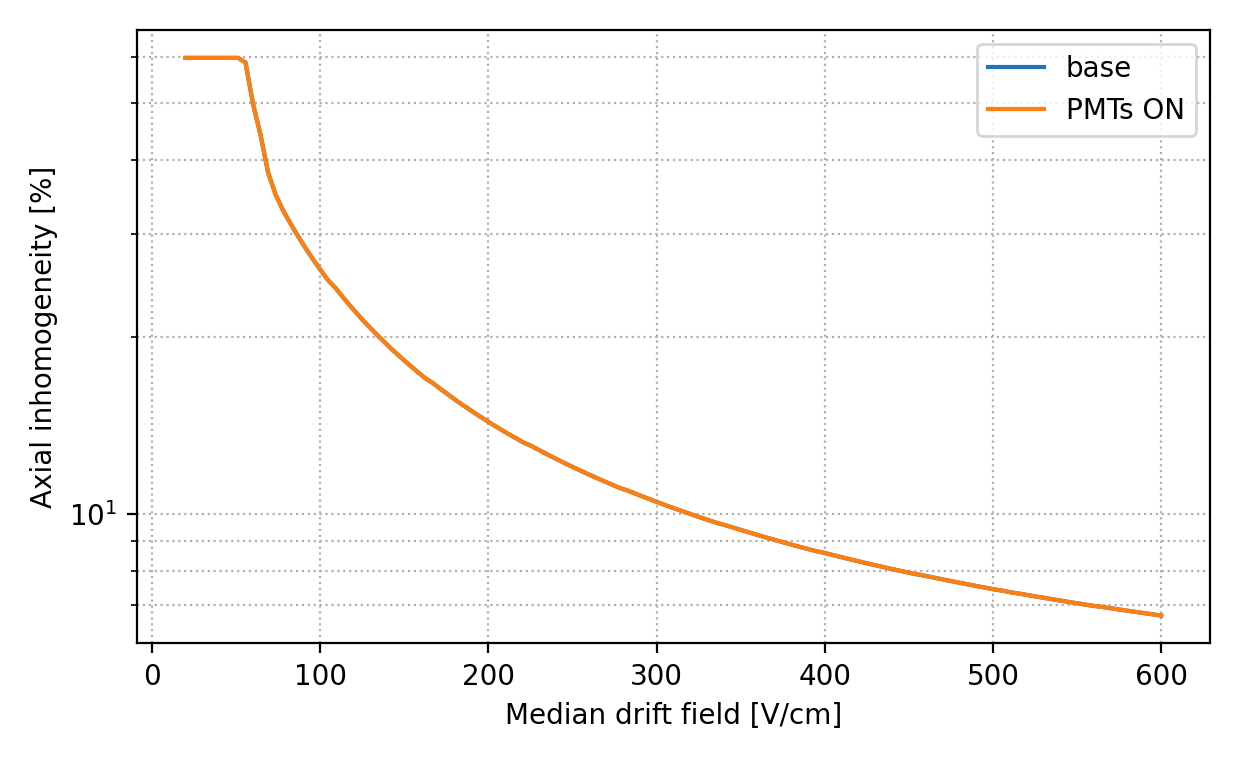 base
PMTs ON
Axial inhomogeneity [%]
10¹
0 100 200 300 400 500 600
Median drift field [V/cm]